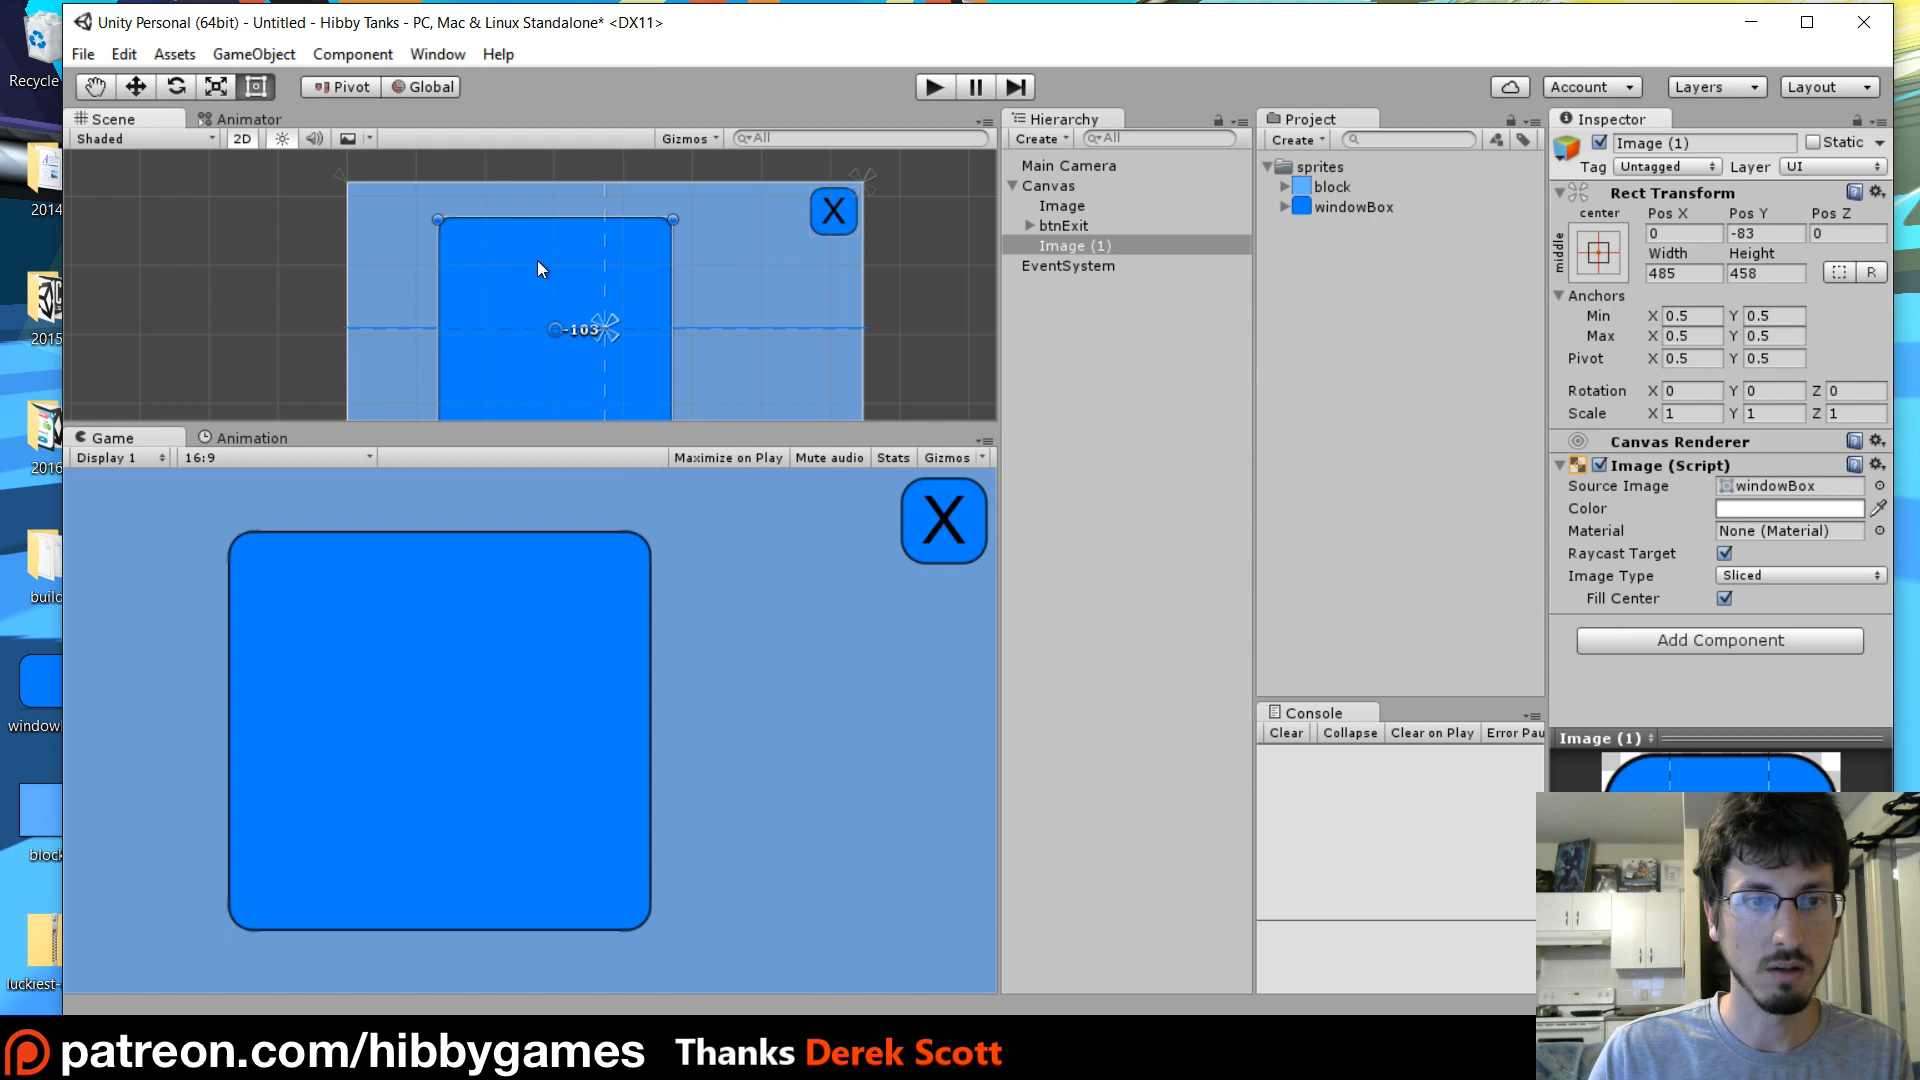 Unity Personal (64bit) - Untitled - Hibby Tanks - PC, Mac & Linux Standalone* <DX11>
File Edit Assets GameObject Component Window Help
Pivot Global
Account Layers Layout
Scene Animator
Shaded 2D Gizmos All
X
-103
Game Animation
Display 1 16:9 Maximize on Play Mute audio Stats Gizmos
X
Hierarchy
Create All
Main Camera
Canvas
Image
btnExit
Image (1)
EventSystem
Project
Create
sprites
block
windowBox
Console
Clear Collapse Clear on Play Error Pau
Inspector
Image (1) Static
Tag Untagged Layer UI
Rect Transform
center Pos X Pos Y Pos Z
middle 0 -83 0
Width Height
485 458 R
Anchors
Min X 0.5 Y 0.5
Max X 0.5 Y 0.5
Pivot X 0.5 Y 0.5
Rotation X 0 Y 0 Z 0
Scale X 1 Y 1 Z 1
Canvas Renderer
Image (Script)
Source Image windowBox
Color
Material None (Material)
Raycast Target
Image Type Sliced
Fill Center
Add Component
Image (1)
Recycle
2014
2015
2016
build
window
block
luckiest-
patreon.com/hibbygames Thanks Derek Scott